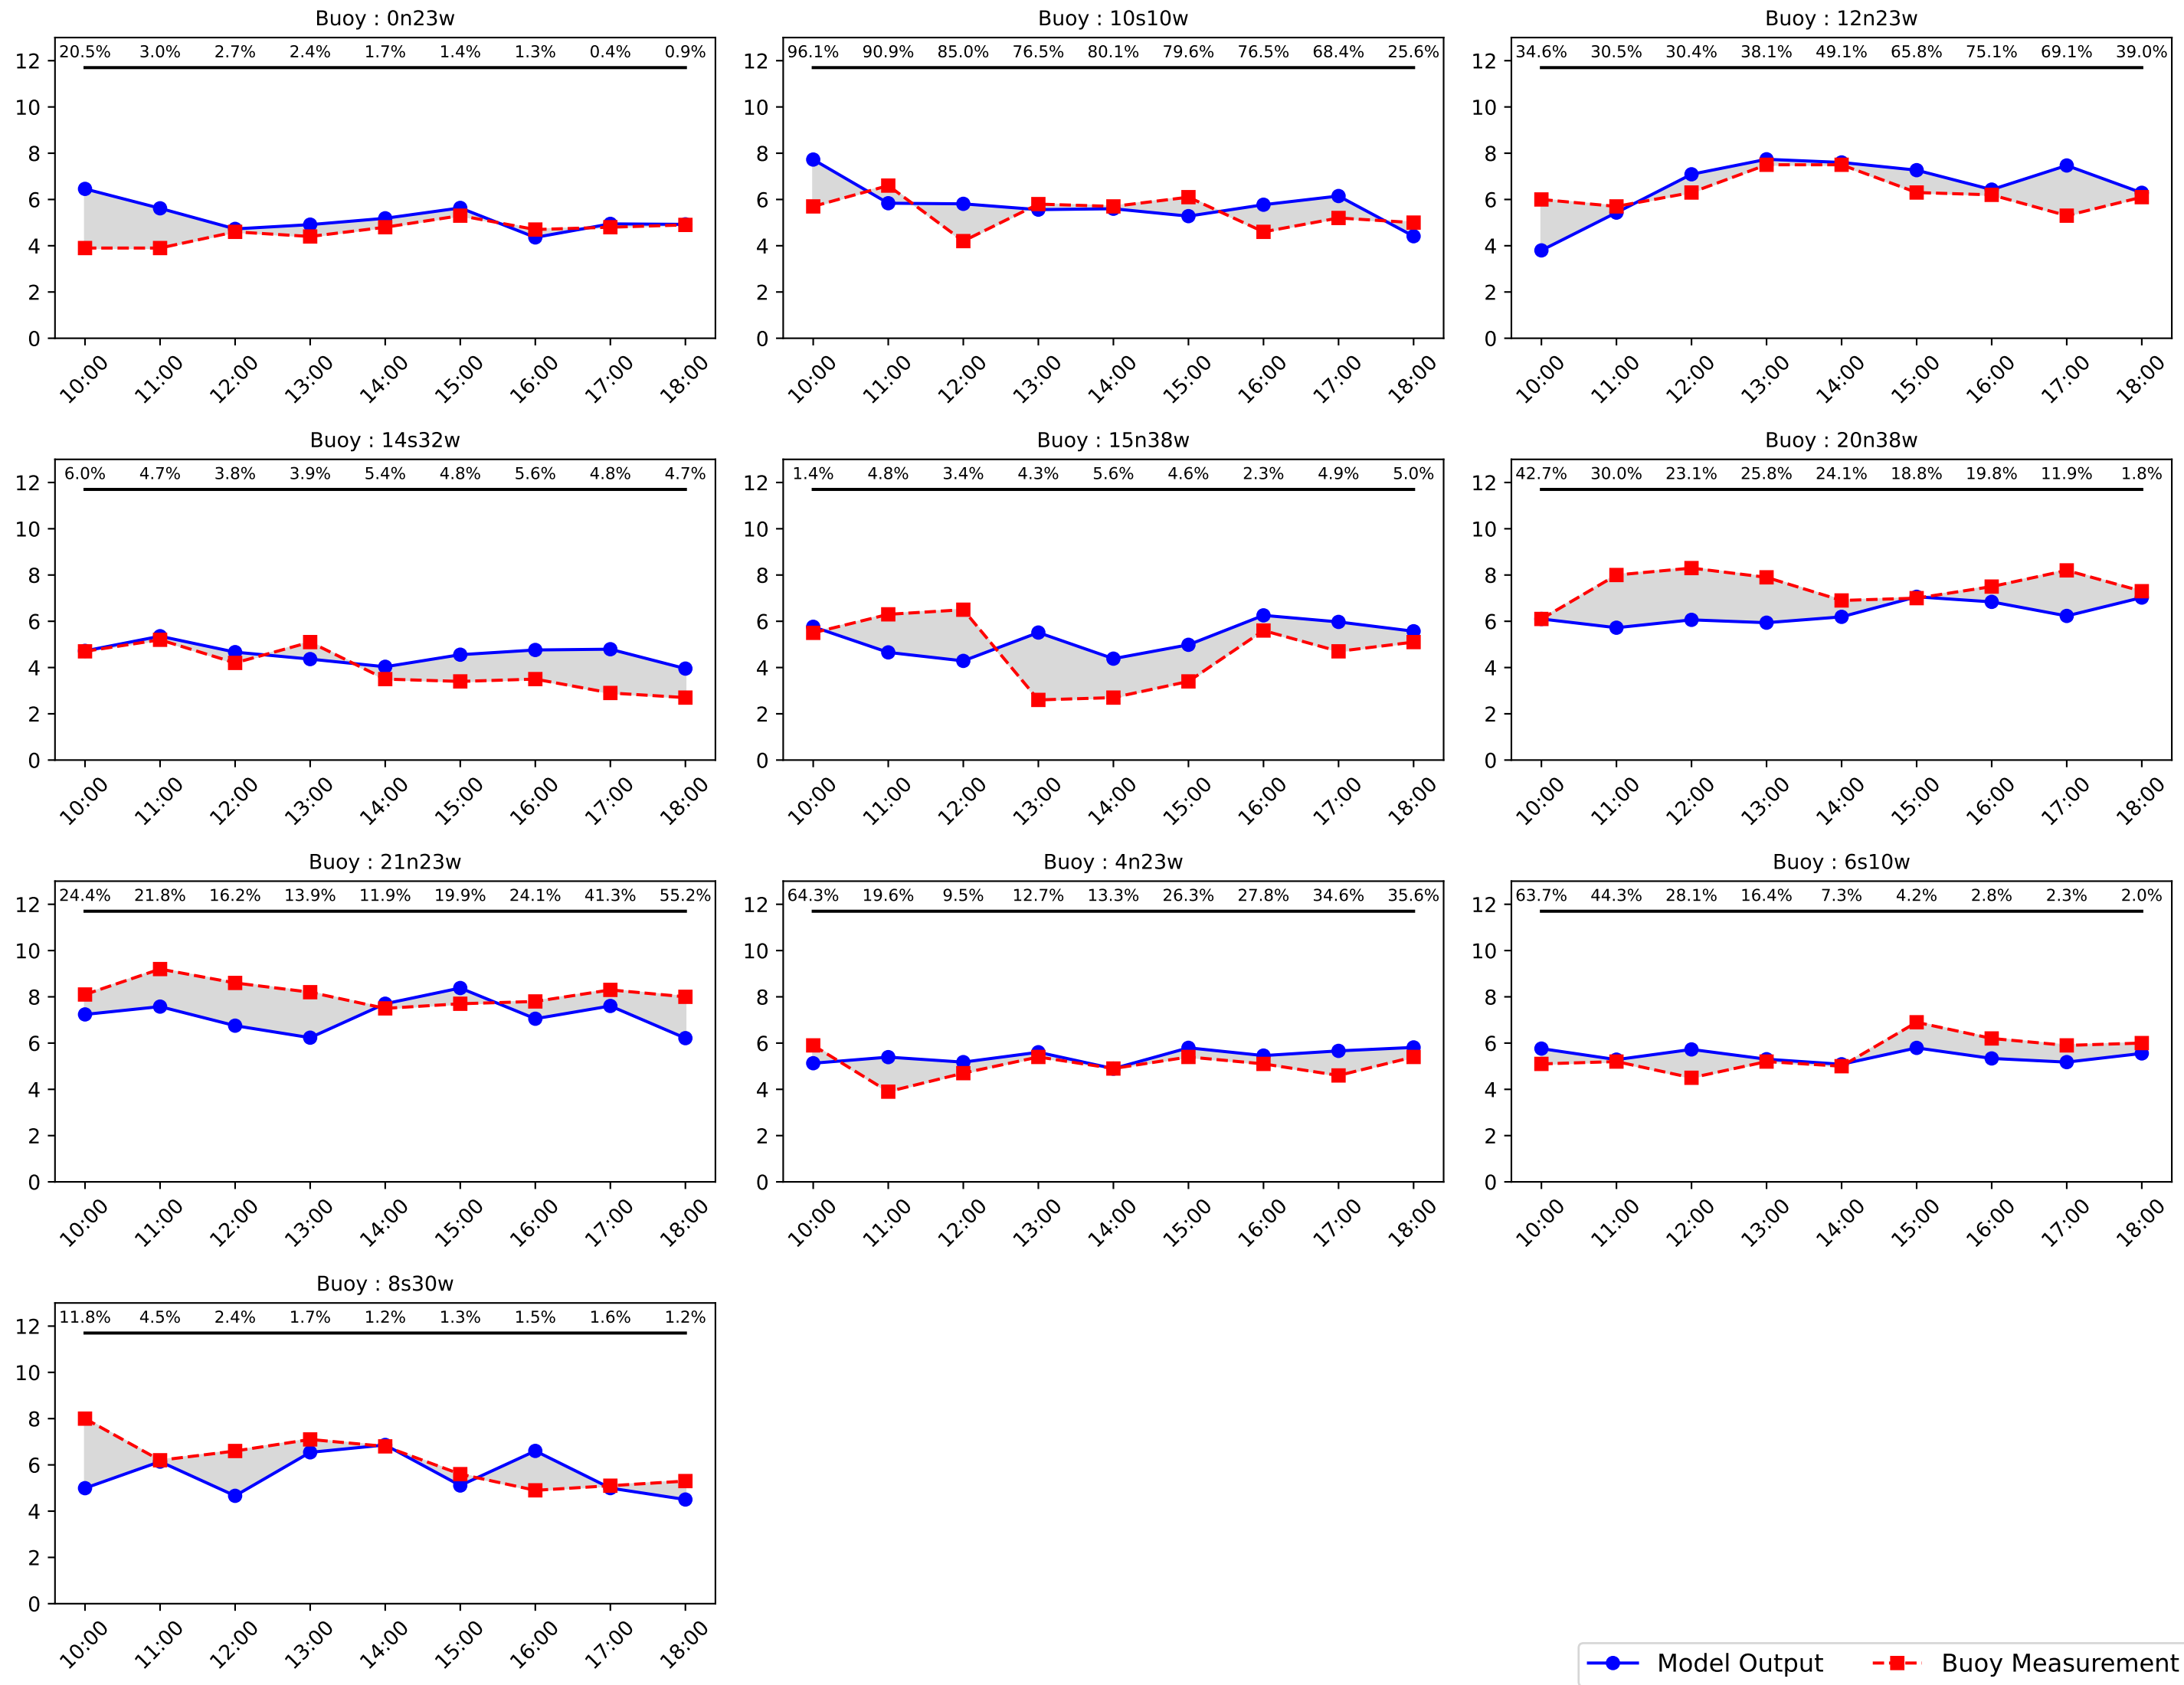 Buoy : 0n23w
20.5% 3.0% 2.7% 2.4% 1.7% 1.4% 1.3% 0.4% 0.9%
12
10
8
6
4
2
0
10:00 11:00 12:00 13:00 14:00 15:00 16:00 17:00 18:00
Buoy : 10s10w
96.1% 90.9% 85.0% 76.5% 80.1% 79.6% 76.5% 68.4% 25.6%
12
10
8
6
4
2
0
10:00 11:00 12:00 13:00 14:00 15:00 16:00 17:00 18:00
Buoy : 12n23w
34.6% 30.5% 30.4% 38.1% 49.1% 65.8% 75.1% 69.1% 39.0%
12
10
8
6
4
2
0
10:00 11:00 12:00 13:00 14:00 15:00 16:00 17:00 18:00
Buoy : 14s32w
6.0% 4.7% 3.8% 3.9% 5.4% 4.8% 5.6% 4.8% 4.7%
12
10
8
6
4
2
0
10:00 11:00 12:00 13:00 14:00 15:00 16:00 17:00 18:00
Buoy : 15n38w
1.4% 4.8% 3.4% 4.3% 5.6% 4.6% 2.3% 4.9% 5.0%
12
10
8
6
4
2
0
10:00 11:00 12:00 13:00 14:00 15:00 16:00 17:00 18:00
Buoy : 20n38w
42.7% 30.0% 23.1% 25.8% 24.1% 18.8% 19.8% 11.9% 1.8%
12
10
8
6
4
2
0
10:00 11:00 12:00 13:00 14:00 15:00 16:00 17:00 18:00
Buoy : 21n23w
24.4% 21.8% 16.2% 13.9% 11.9% 19.9% 24.1% 41.3% 55.2%
12
10
8
6
4
2
0
10:00 11:00 12:00 13:00 14:00 15:00 16:00 17:00 18:00
Buoy : 4n23w
64.3% 19.6% 9.5% 12.7% 13.3% 26.3% 27.8% 34.6% 35.6%
12
10
8
6
4
2
0
10:00 11:00 12:00 13:00 14:00 15:00 16:00 17:00 18:00
Buoy : 6s10w
63.7% 44.3% 28.1% 16.4% 7.3% 4.2% 2.8% 2.3% 2.0%
12
10
8
6
4
2
0
10:00 11:00 12:00 13:00 14:00 15:00 16:00 17:00 18:00
Buoy : 8s30w
11.8% 4.5% 2.4% 1.7% 1.2% 1.3% 1.5% 1.6% 1.2%
12
10
8
6
4
2
0
10:00 11:00 12:00 13:00 14:00 15:00 16:00 17:00 18:00
Model Output Buoy Measurement